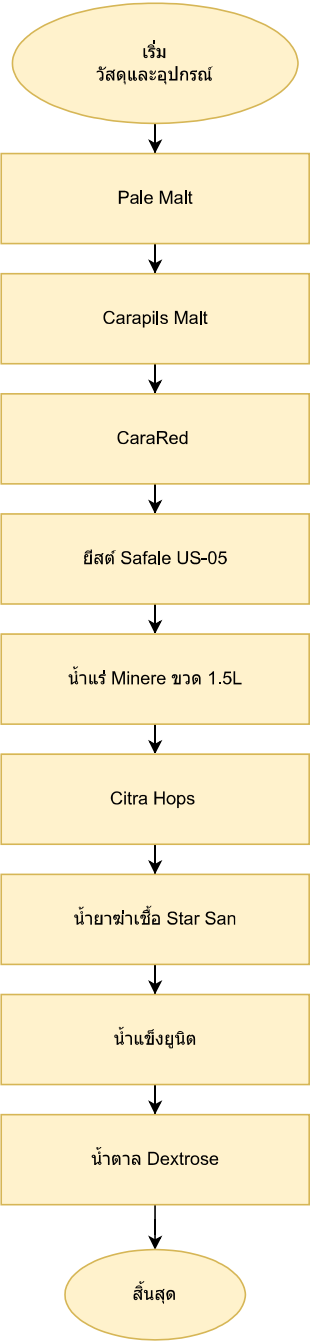 เริ่ม
วัสดุและอุปกรณ์
Pale Malt
Carapils Malt
CaraRed
ยีสต์ Safale US-05
น้ำแร่ Minere ขวด 1.5L
Citra Hops
น้ำยาฆ่าเชื้อ Star San
น้ำแข็งยูนิต
น้ำตาล Dextrose
สิ้นสุด